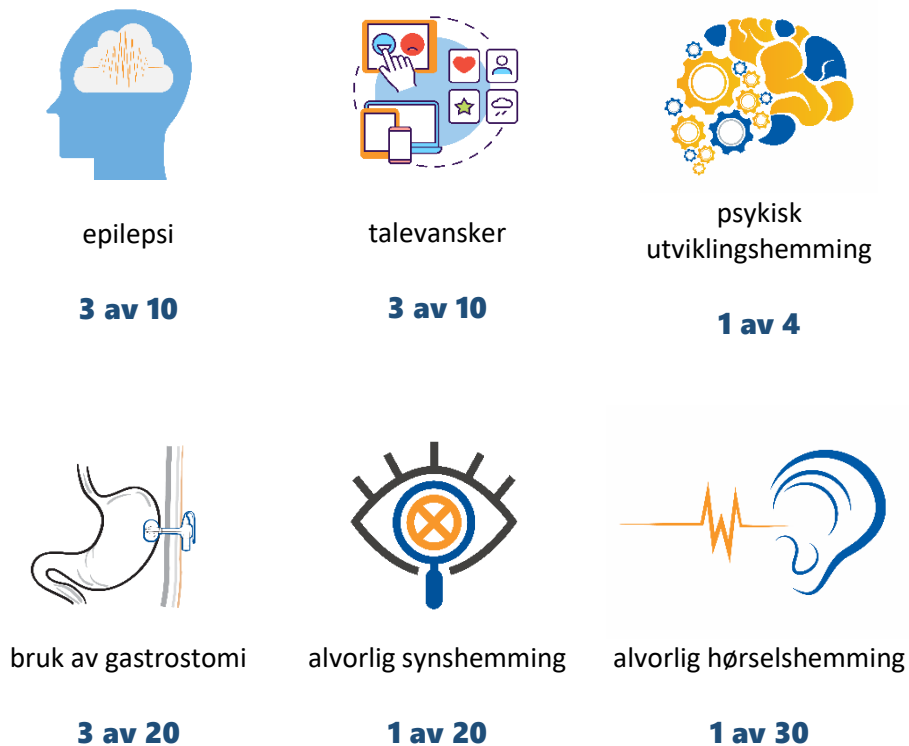 epilepsi
3 av 10
talevansker
3 av 10
psykisk
utviklingshemming
1 av 4
bruk av gastrostomi
3 av 20
alvorlig synshemming
1 av 20
alvorlig hørselshemming
1 av 30